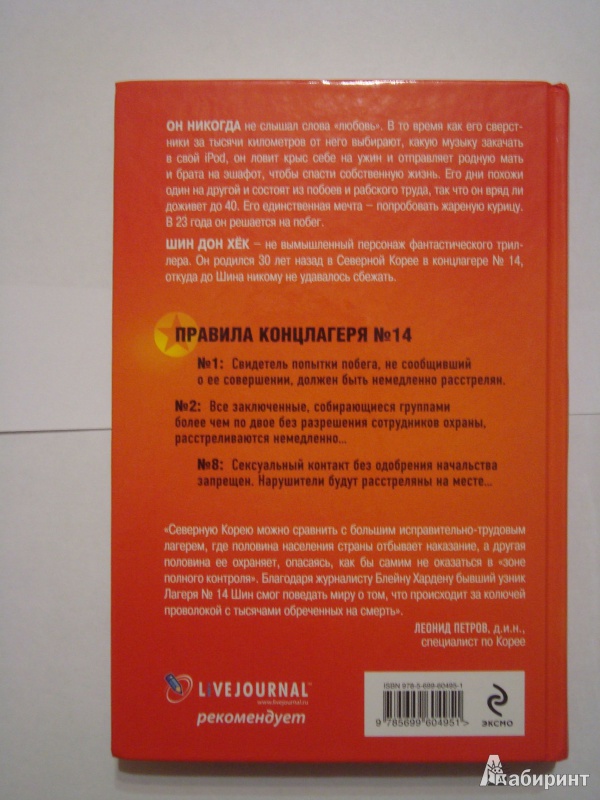 ОН НИКОГДА не слышал слова «любовь». В то время как его сверст-
ники за тысячи километров от него выбирают, какую музыку закачать
в свой iPod, он ловит крыс себе на ужин и отправляет родную мать
и брата на эшафот, чтобы спасти собственную жизнь. Его дни похожи
один на другой и состоят из побоев и рабского труда, так что он вряд ли
доживет до 40. Его единственная мечта – попробовать жареную курицу.
В 23 года он решается на побег.
ШИН ДОН ХЁК – не вымышленный персонаж фантастического трил-
лера. Он родился 30 лет назад в Северной Корее в концлагере № 14,
откуда до Шина никому не удавалось сбежать.
ПРАВИЛА КОНЦЛАГЕРЯ №14
№1: Свидетель попытки побега, не сообщивший
о ее совершении, должен быть немедленно расстрелян.
№2: Все заключенные, собирающиеся группами
более чем по двое без разрешения сотрудников охраны,
расстреливаются немедленно...
№8: Сексуальный контакт без одобрения начальства
запрещен. Нарушители будут расстреляны на месте...
«Северную Корею можно сравнить с большим исправительно-трудовым
лагерем, где половина населения страны отбывает наказание, а другая
половина ее охраняет, опасаясь, как бы самим не оказаться в «зоне
полного контроля». Благодаря журналисту Блейну Хардену бывший узник
Лагеря № 14 Шин смог поведать миру о том, что происходит за колючей
проволокой с тысячами обреченных на смерть».
ЛЕОНИД ПЕТРОВ, д.и.н.,
специалист по Корее
LIVEJOURNAL™
www.livejournal.ru
рекомендует
ISBN 978-5-699-60495-1
9 785699 604951 >
ЭКСМО
Лабиринт